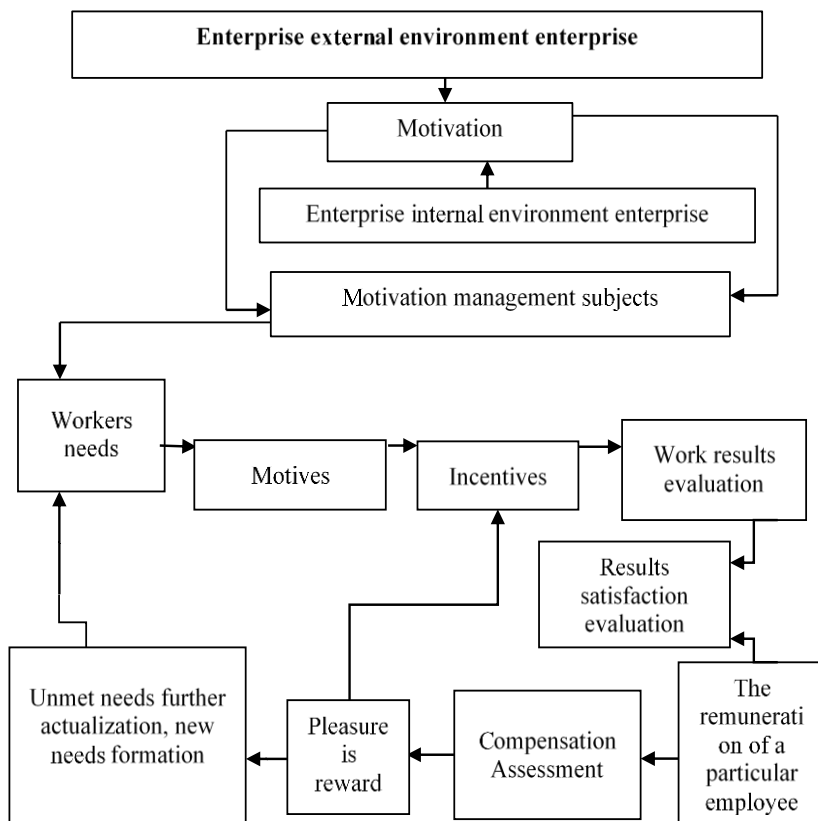 Enterprise external environment enterprise
Motivation
Enterprise internal environment enterprise
Motivation management subjects
Workers
needs
Motives
Incentives
Work results
evaluation
Results
satisfaction
evaluation
Unmet needs further
actualization, new
needs formation
Pleasure
is
reward
Compensation
Assessment
The
remunerati
on of a
particular
employee